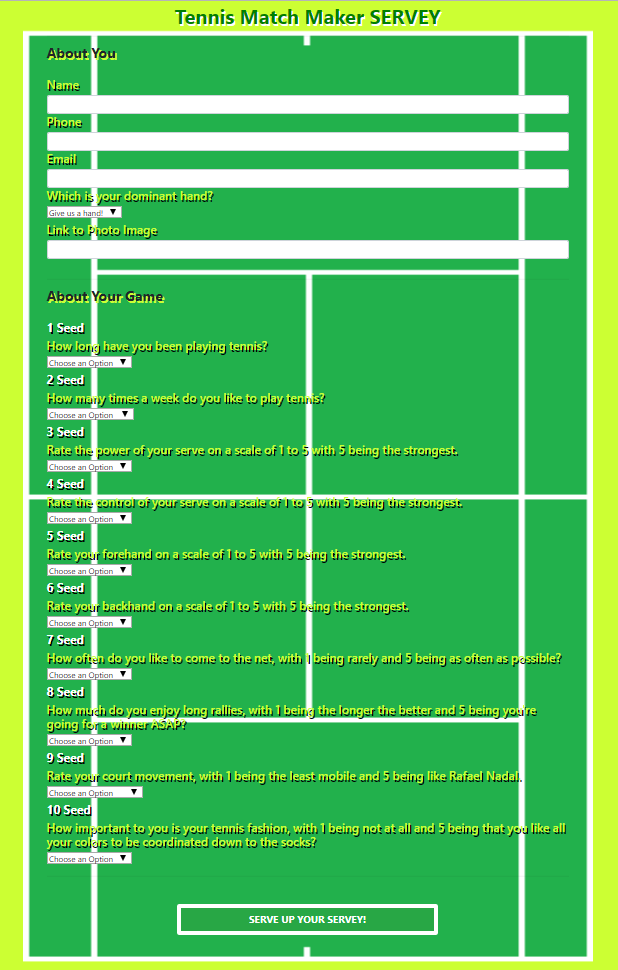 Tennis Match Maker SERVEY
About You
Name
Phone
Email
Which is your dominant hand?
Give us a hand!
Link to Photo Image
About Your Game
1 Seed
How long have you been playing tennis?
Choose an Option
2 Seed
How many times a week do you like to play tennis?
Choose an Option
3 Seed
Rate the power of your serve on a scale of 1 to 5 with 5 being the strongest.
Choose an Option
4 Seed
Rate the control of your serve on a scale of 1 to 5 with 5 being the strongest.
Choose an Option
5 Seed
Rate your forehand on a scale of 1 to 5 with 5 being the strongest.
Choose an Option
6 Seed
Rate your backhand on a scale of 1 to 5 with 5 being the strongest.
Choose an Option
7 Seed
How often do you like to come to the net, with 1 being rarely and 5 being as often as possible?
Choose an Option
8 Seed
How much do you enjoy long rallies, with 1 being the longer the better and 5 being you're
going for a winner ASAP?
Choose an Option
9 Seed
Rate your court movement, with 1 being the least mobile and 5 being like Rafael Nadal.
Choose an Option
10 Seed
How important to you is your tennis fashion, with 1 being not at all and 5 being that you like all
your colors to be coordinated down to the socks?
Choose an Option
SERVE UP YOUR SERVEY!